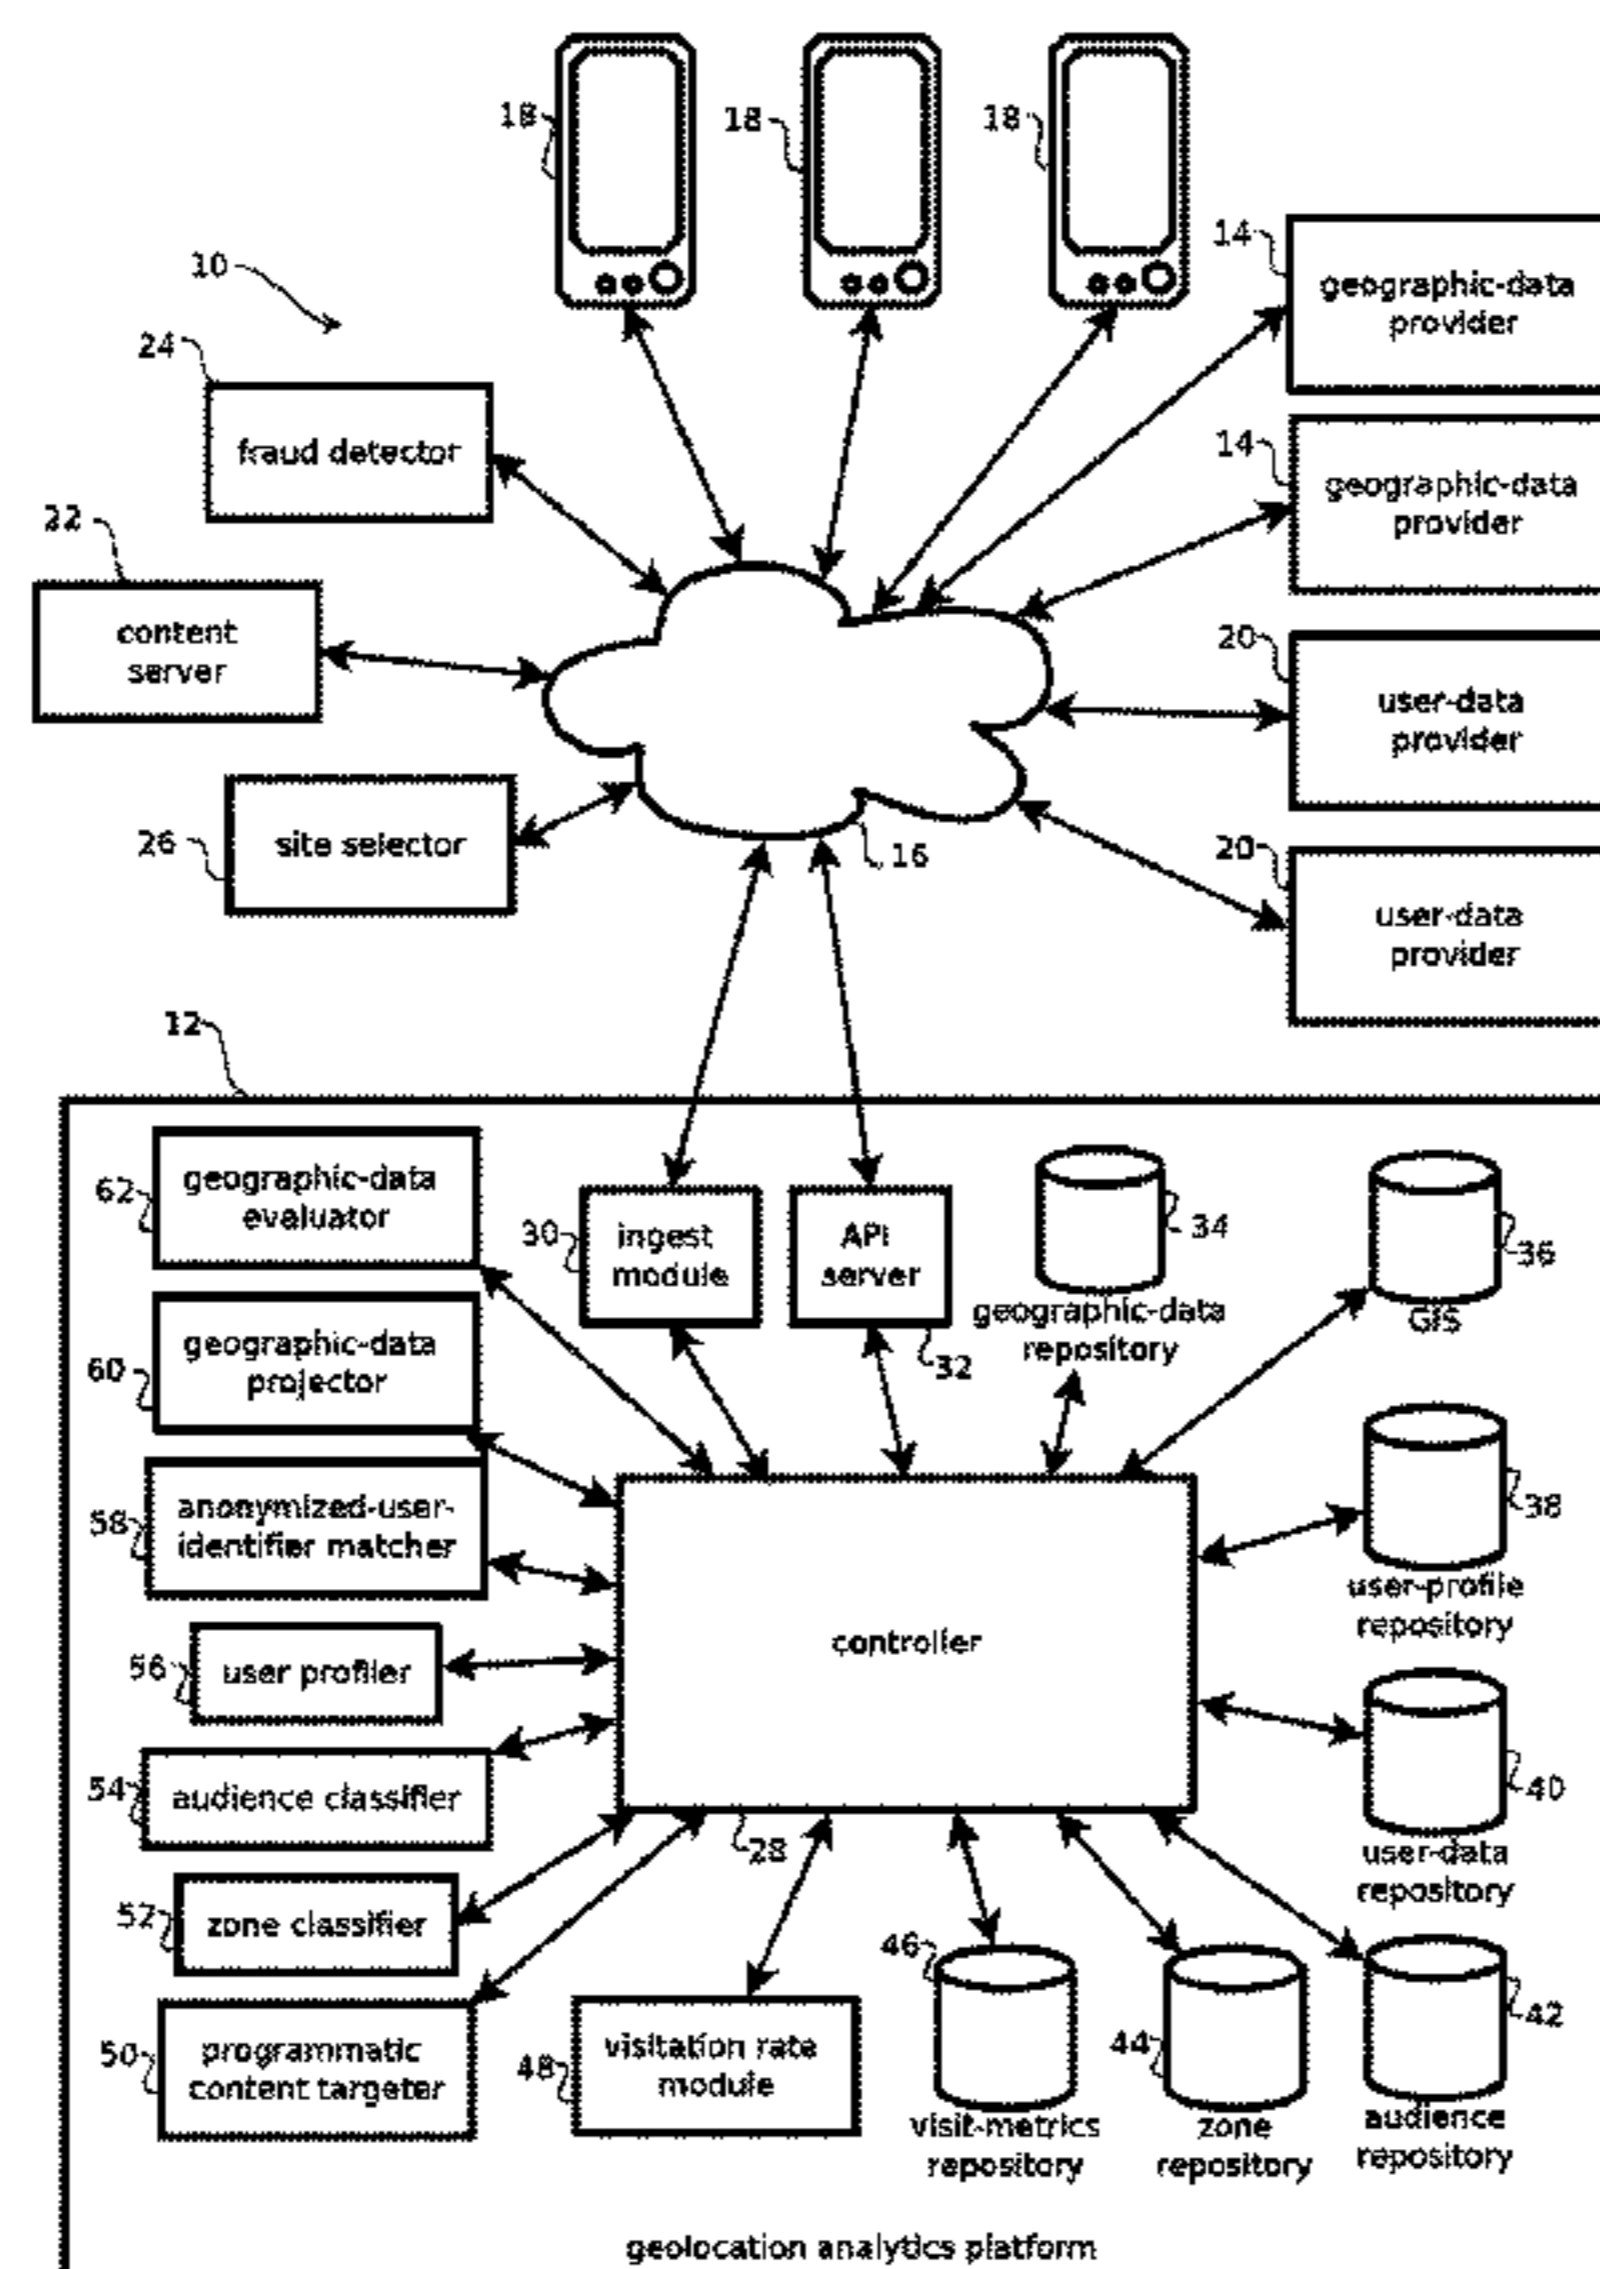 18
18
18
10
14
geographic-data
provider
24
fraud detector
14
geographic-data
provider
22
content
server
20
user-data
provider
26
site selector
16
20
user-data
provider
12
62
geographic-data
evaluator
30
ingest
module
API
server
32
34
geographic-data
repository
36
GIS
60
geographic-data
projector
58
anonymized-user-
identifier matcher
38
user-profile
repository
controller
56
user profiler
54
audience classifier
28
40
user-data
repository
52
zone classifier
50
programmatic
content targeter
48
visitation rate
module
46
visit-metrics
repository
44
zone
repository
42
audience
repository
geolocation analytics platform